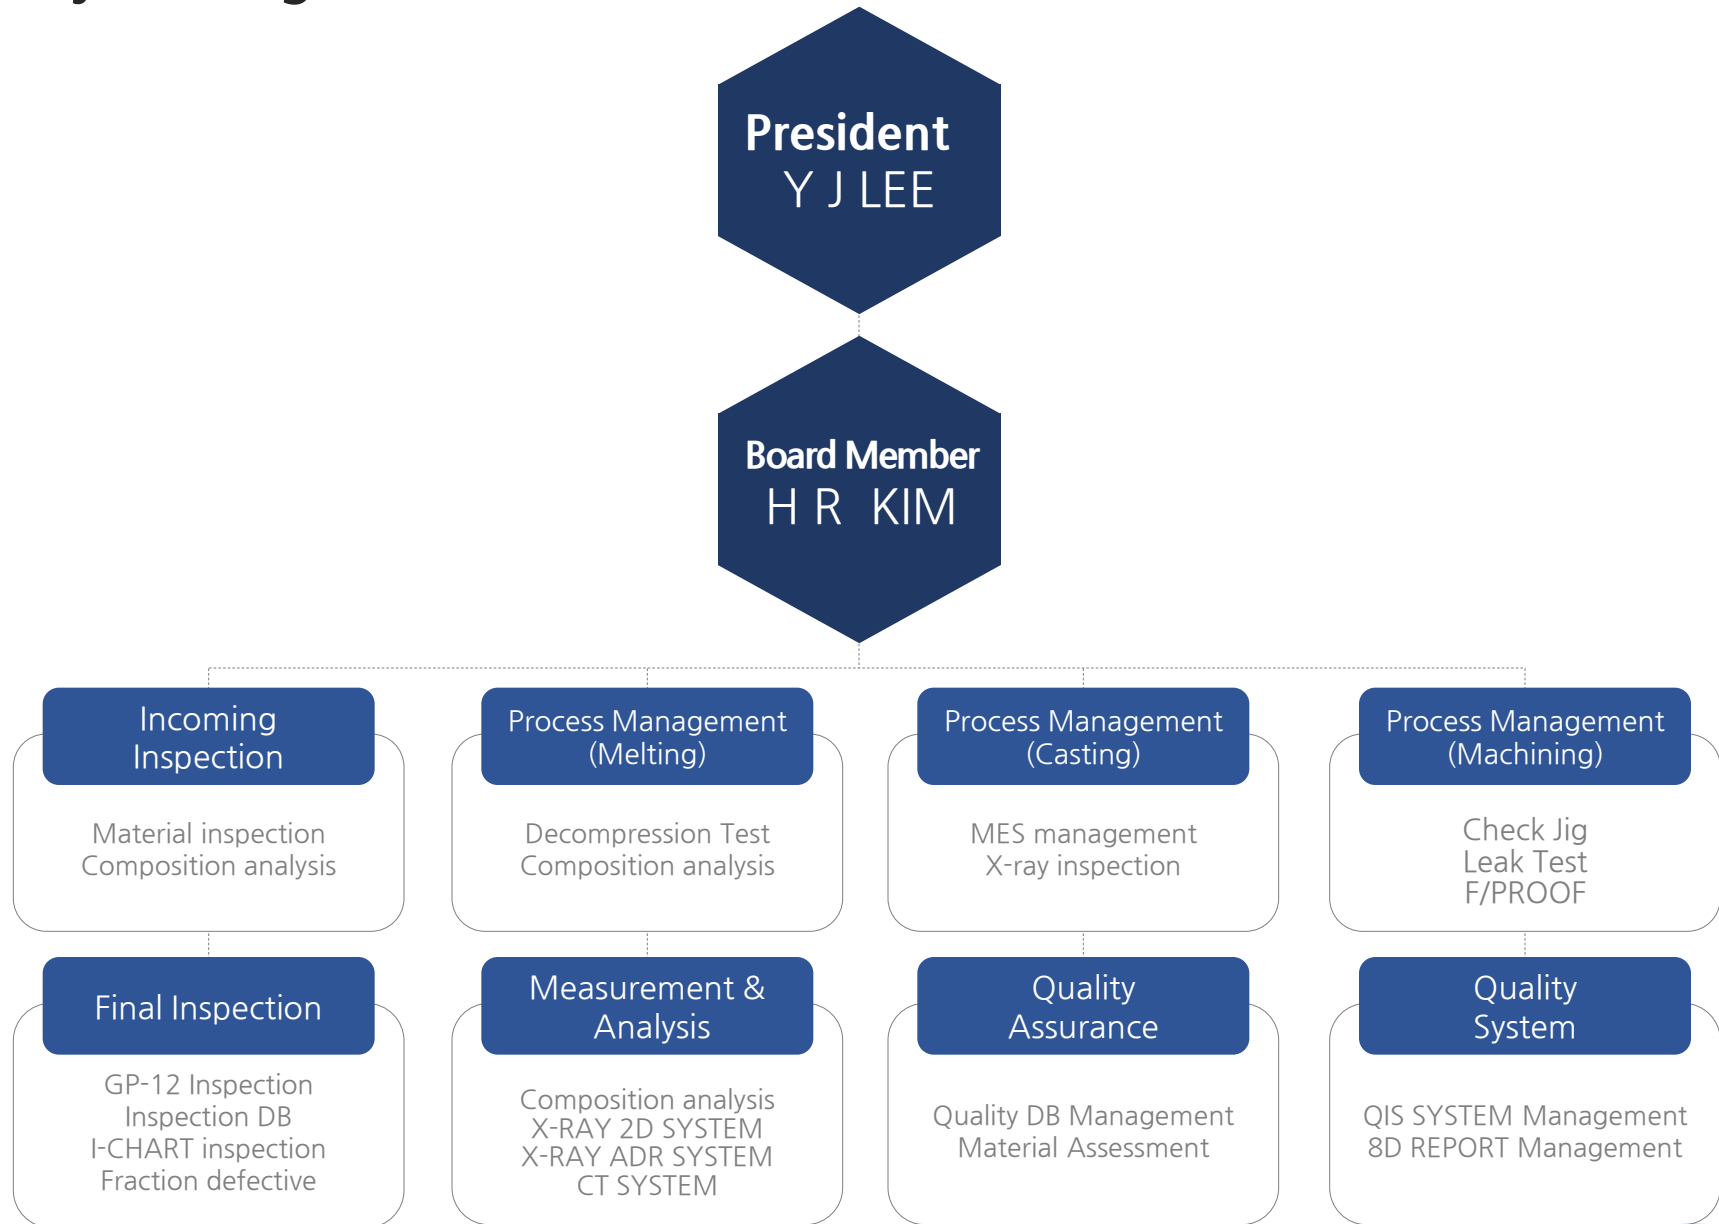 President
Y J LEE
Board Member
H R KIM
Incoming
Inspection
Material inspection
Composition analysis
Process Management
(Melting)
Decompression Test
Composition analysis
Process Management
(Casting)
MES management
X-ray inspection
Process Management
(Machining)
Check Jig
Leak Test
F/PROOF
Final Inspection
GP-12 Inspection
Inspection DB
I-CHART inspection
Fraction defective
Measurement &
Analysis
Composition analysis
X-RAY 2D SYSTEM
X-RAY ADR SYSTEM
CT SYSTEM
Quality
Assurance
Quality DB Management
Material Assessment
Quality
System
QIS SYSTEM Management
8D REPORT Management